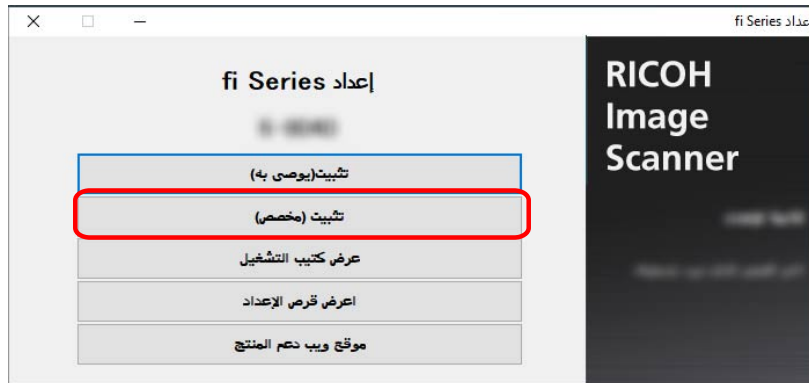 إعداد fi Series
إعداد fi Series
تثبيت(يوصى به)
تثبيت (مخصص)
عرض كتيب التشغيل
اعرض قرص الإعداد
موقع ويب دعم المنتج
RICOH
Image
Scanner